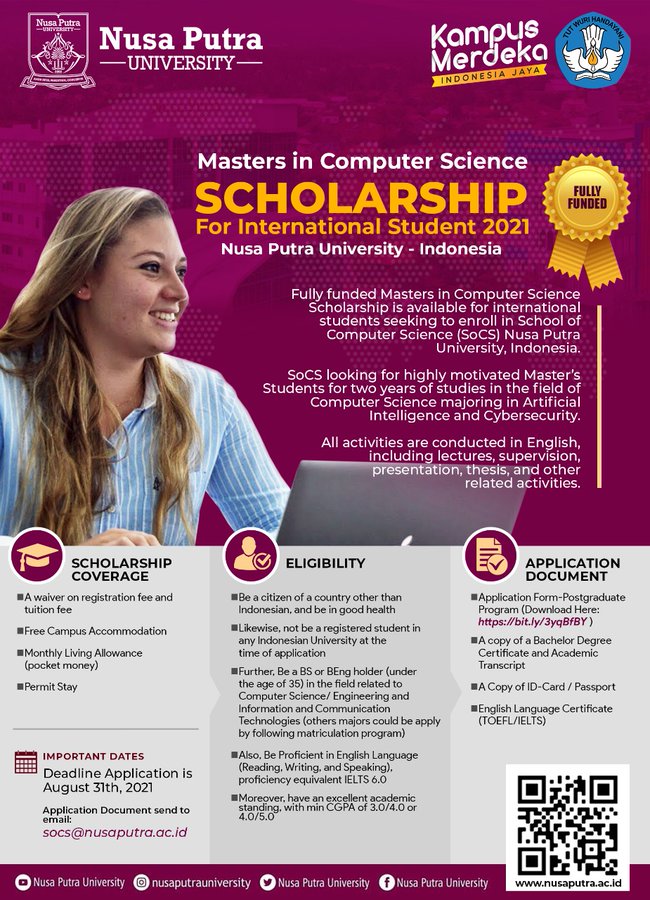 Nusa Putra
UNIVERSITY
Kampus
Merdeka
INDONESIA JAYA
TUT WURI HANDAYANI
Masters in Computer Science
SCHOLARSHIP
For International Student 2021
Nusa Putra University - Indonesia
FULLY
FUNDED
Fully funded Masters in Computer Science
Scholarship is available for international
students seeking to enroll in School of
Computer Science (SoCS) Nusa Putra
University, Indonesia.
SoCS looking for highly motivated Master's
Students for two years of studies in the field of
Computer Science majoring in Artificial
Intelligence and Cybersecurity.
All activities are conducted in English,
including lectures, supervision,
presentation, thesis, and other
related activities.
SCHOLARSHIP
COVERAGE
A waiver on registration fee and
tuition fee
Free Campus Accommodation
Monthly Living Allowance
(pocket money)
Permit Stay
IMPORTANT DATES
Deadline Application is
August 31th, 2021
Application Document send to
email:
socs@nusaputra.ac.id
ELIGIBILITY
Be a citizen of a country other than
Indonesian, and be in good health
Likewise, not be a registered student in
any Indonesian University at the
time of application
Further, Be a BS or BEng holder (under
the age of 35) in the field related to
Computer Science/ Engineering and
Information and Communication
Technologies (others majors could be apply
by following matriculation program)
Also, Be Proficient in English Language
(Reading, Writing, and Speaking),
proficiency equivalent IELTS 6.0
Moreover, have an excellent academic
standing, with min CGPA of 3.0/4.0 or
4.0/5.0
APPLICATION
DOCUMENT
Application Form-Postgraduate
Program (Download Here:
https://bit.ly/3yqBfBY )
A copy of a Bachelor Degree
Certificate and Academic
Transcript
A Copy of ID-Card / Passport
English Language Certificate
(TOEFL/IELTS)
www.nusaputra.ac.id
Nusa Putra University
nusaputrauniversity
Nusa Putra University
Nusa Putra University